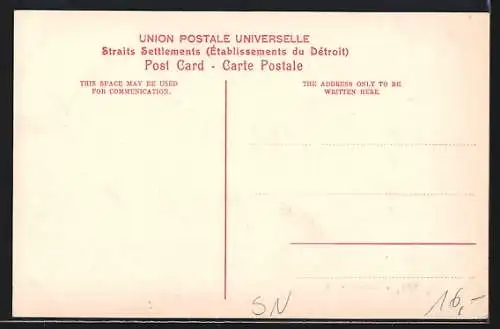 UNION POSTALE UNIVERSELLE
Straits Settlements (Établissements du Détroit)
Post Card - Carte Postale
THIS SPACE MAY BE USED
FOR COMMUNICATION.
THE ADDRESS ONLY TO BE
WRITTEN HERE.
SN
16,-